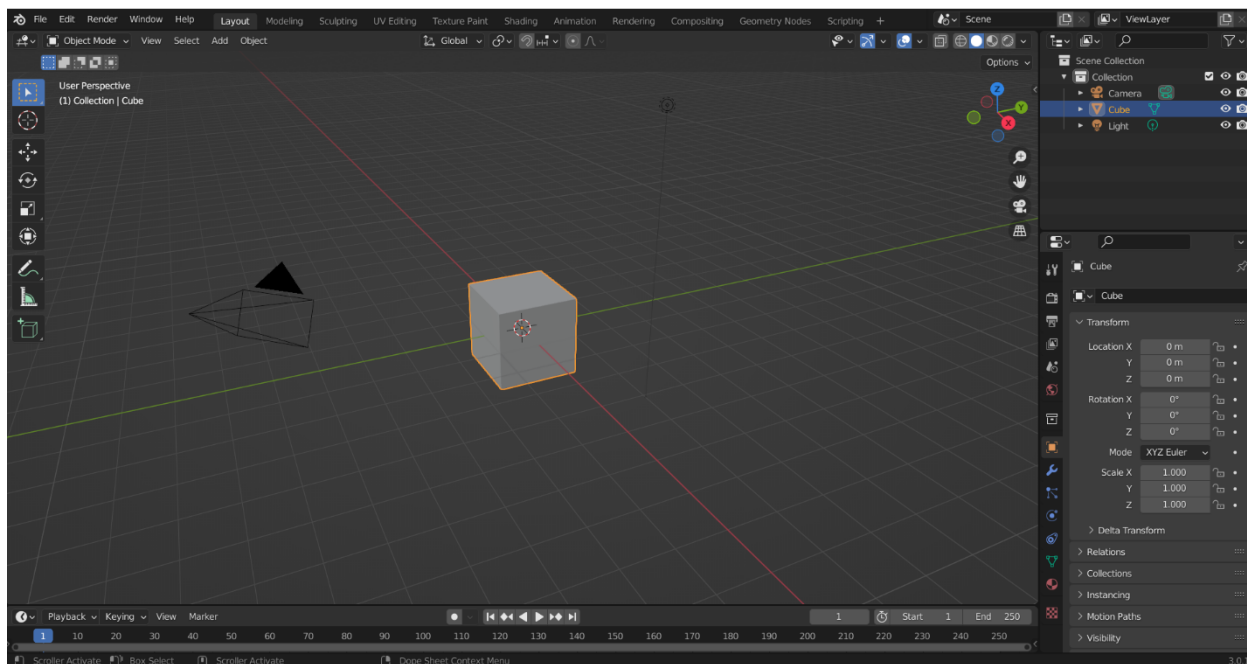 File Edit Render Window Help Layout Modeling Sculpting UV Editing Texture Paint Shading Animation Rendering Compositing Geometry Nodes Scripting + Scene ViewLayer
Object Mode View Select Add Object Global
Options
User Perspective
(1) Collection | Cube
Z
Y
X
Scene Collection
Collection
Camera
Cube
Light
Cube
Cube
Transform
Location X 0 m
Y 0 m
Z 0 m
Rotation X 0°
Y 0°
Z 0°
Mode XYZ Euler
Scale X 1.000
Y 1.000
Z 1.000
Delta Transform
Relations
Collections
Instancing
Motion Paths
Visibility
Playback Keying View Marker 1 Start 1 End 250
1 10 20 30 40 50 60 70 80 90 100 110 120 130 140 150 160 170 180 190 200 210 220 230 240 250
Scroller Activate Box Select Scroller Activate Dope Sheet Context Menu